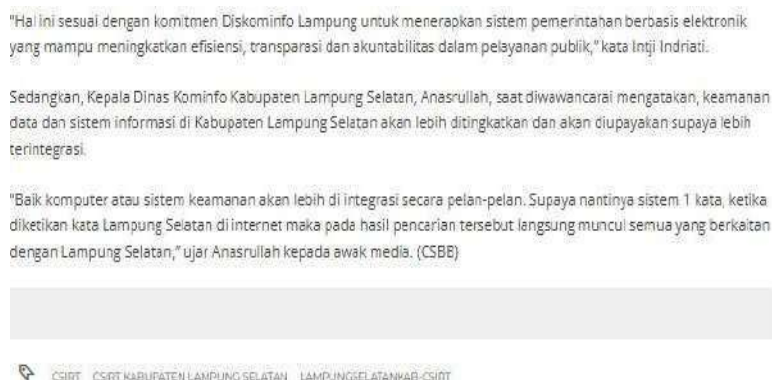 "Hal ini sesuai dengan komitmen Diskominfo Lampung untuk menerapkan sistem pemerintahan berbasis elektronik
yang mampu meningkatkan efisiensi, transparasi dan akuntabilitas dalam pelayanan publik," kata Intji Indriati.
Sedangkan, Kepala Dinas Kominfo Kabupaten Lampung Selatan, Anasrullah, saat diwawancarai mengatakan, keamanan
data dan sistem informasi di Kabupaten Lampung Selatan akan lebih ditingkatkan dan akan diupayakan supaya lebih
terintegrasi.
"Baik komputer atau sistem keamanan akan lebih di integrasi secara pelan-pelan. Supaya nantinya sistem 1 kata, ketika
diketikan kata Lampung Selatan di internet maka pada hasil pencarian tersebut langsung muncul semua yang berkaitan
dengan Lampung Selatan," ujar Anasrullah kepada awak media. (CSBB)
CSIRT CSIRT KABUPATEN LAMPUNG SELATAN LAMPUNGSELATANKAB-CSIRT